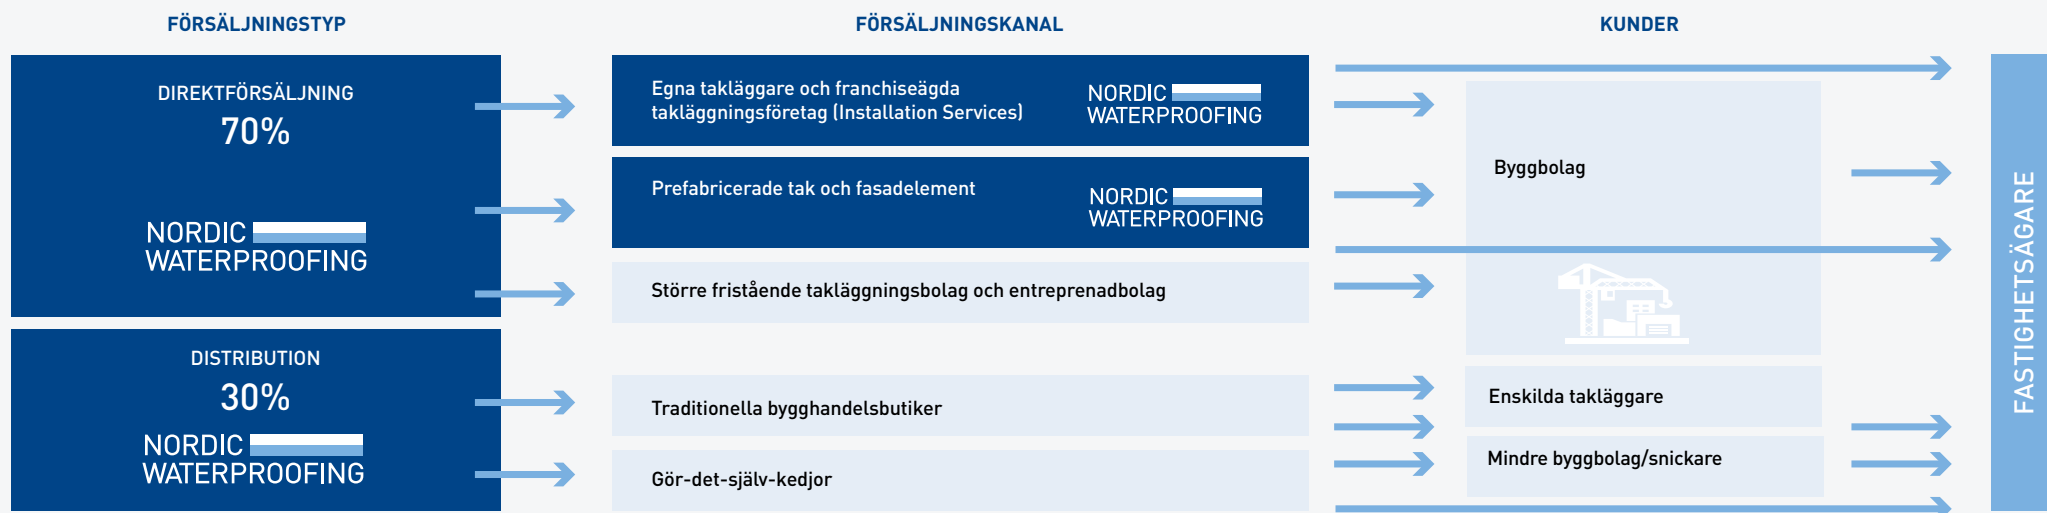 FÖRSÄLJNINGSTYP
FÖRSÄLJNINGSKANAL
KUNDER
DIREKTFÖRSÄLJNING
70%
NORDIC
WATERPROOFING
Egna takläggare och franchiseägda
takläggningsföretag (Installation Services)
NORDIC
WATERPROOFING
Prefabricerade tak och fasadelement
NORDIC
WATERPROOFING
Större fristående takläggningsbolag och entreprenadbolag
Byggbolag
DISTRIBUTION
30%
NORDIC
WATERPROOFING
Traditionella bygghandelsbutiker
Gör-det-själv-kedjor
Enskilda takläggare
Mindre byggbolag/snickare
FASTIGHETSÄGARE